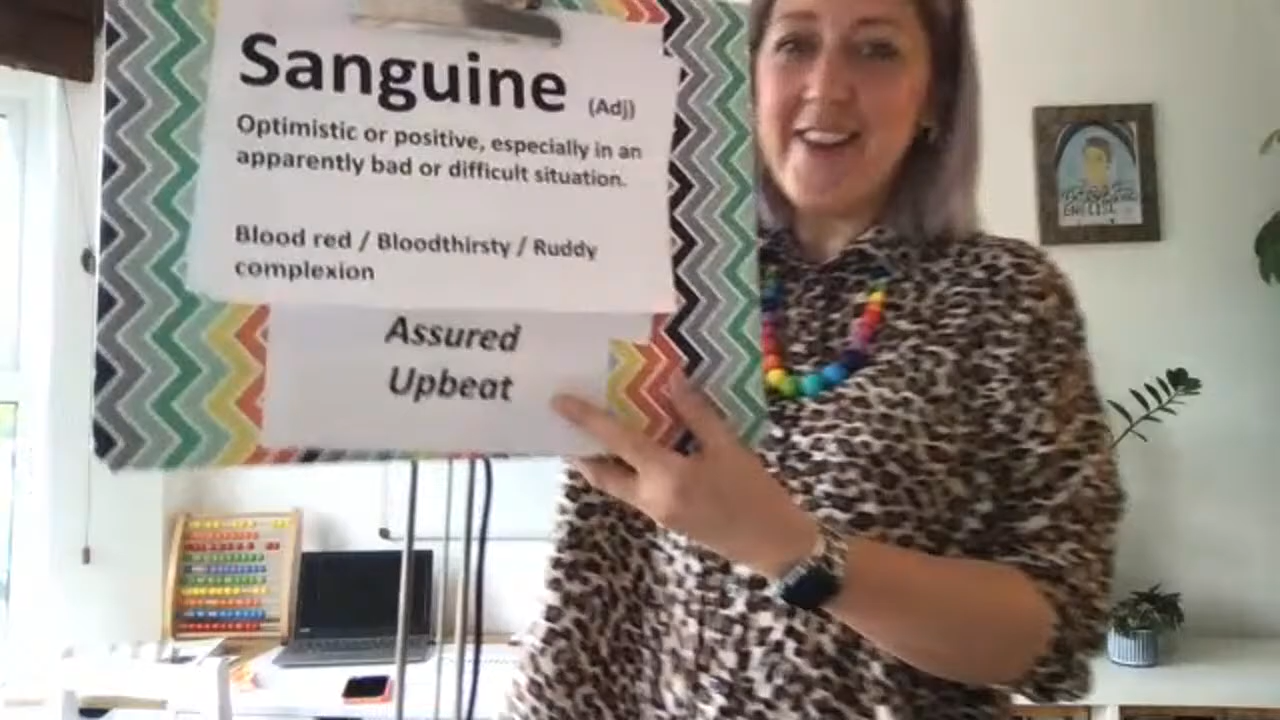 Sanguine (Adj)
Optimistic or positive, especially in an
apparently bad or difficult situation.
Blood red / Bloodthirsty / Ruddy
complexion
Assured
Upbeat